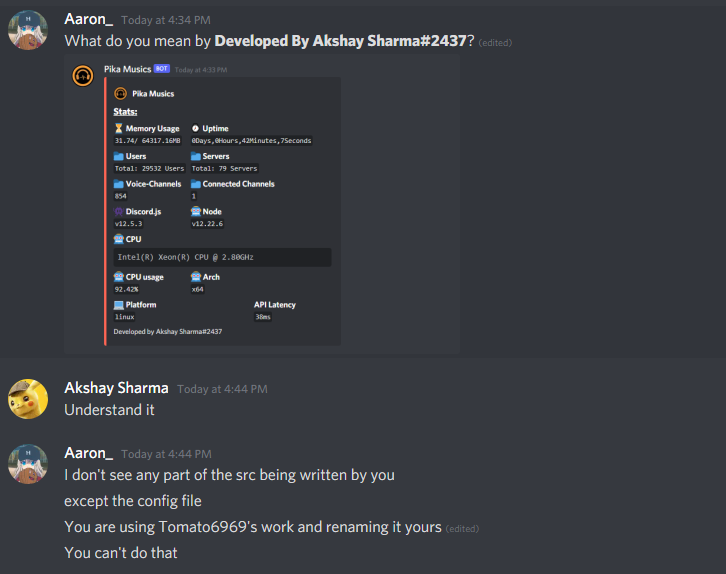 Aaron_ Today at 4:34 PM
What do you mean by Developed By Akshay Sharma#2437? (edited)
Pika Musics BOT Today at 4:33 PM
Pika Musics
Stats:
Memory Usage Uptime
31.74/ 64317.16MB 0Days,0Hours,42Minutes,7Seconds
Users Servers
Total: 29532 Users Total: 79 Servers
Voice-Channels Connected Channels
854 1
Discord.js Node
v12.5.3 v12.22.6
CPU
Intel(R) Xeon(R) CPU @ 2.80GHz
CPU usage Arch
92.42% x64
Platform API Latency
linux 38ms
Developed by Akshay Sharma#2437
Akshay Sharma Today at 4:44 PM
Understand it
H
Aaron_ Today at 4:44 PM
I don't see any part of the src being written by you
except the config file
You are using Tomato6969's work and renaming it yours (edited)
You can't do that